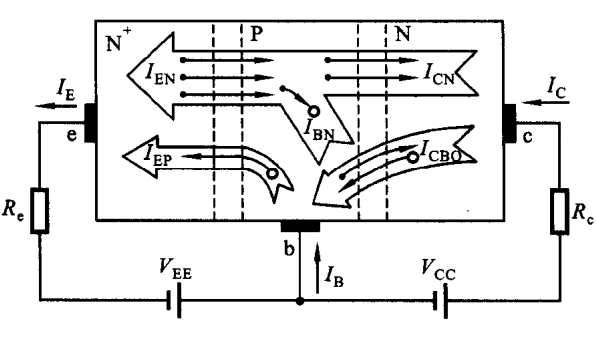 N⁺ P N
I_EN I_CN
I_E I_C
I_BN
e c
I_EP I_CBO
R_e R_c
b
V_EE I_B V_CC